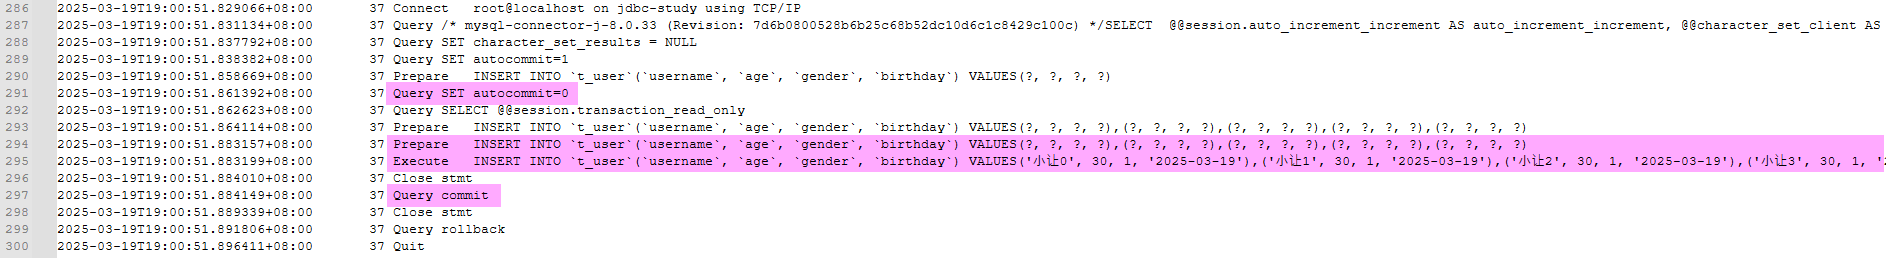 286 2025-03-19T19:00:51.829066+08:00 37 Connect root@localhost on jdbc-study using TCP/IP
287 2025-03-19T19:00:51.831134+08:00 37 Query /* mysql-connector-j-8.0.33 (Revision: 7d6b0800528b6b25c68b52dc10d6c1c8429c100c) */SELECT @@session.auto_increment_increment AS auto_increment_increment, @@character_set_client AS
288 2025-03-19T19:00:51.837792+08:00 37 Query SET character_set_results = NULL
289 2025-03-19T19:00:51.838382+08:00 37 Query SET autocommit=1
290 2025-03-19T19:00:51.858669+08:00 37 Prepare INSERT INTO `t_user`(`username`, `age`, `gender`, `birthday`) VALUES(?, ?, ?, ?)
291 2025-03-19T19:00:51.861392+08:00 37 Query SET autocommit=0
292 2025-03-19T19:00:51.862623+08:00 37 Query SELECT @@session.transaction_read_only
293 2025-03-19T19:00:51.864114+08:00 37 Prepare INSERT INTO `t_user`(`username`, `age`, `gender`, `birthday`) VALUES(?, ?, ?, ?),(?, ?, ?, ?),(?, ?, ?, ?),(?, ?, ?, ?),(?, ?, ?, ?)
294 2025-03-19T19:00:51.883157+08:00 37 Prepare INSERT INTO `t_user`(`username`, `age`, `gender`, `birthday`) VALUES(?, ?, ?, ?),(?, ?, ?, ?),(?, ?, ?, ?),(?, ?, ?, ?),(?, ?, ?, ?)
295 2025-03-19T19:00:51.883199+08:00 37 Execute INSERT INTO `t_user`(`username`, `age`, `gender`, `birthday`) VALUES('小让0', 30, 1, '2025-03-19'),('小让1', 30, 1, '2025-03-19'),('小让2', 30, 1, '2025-03-19'),('小让3', 30, 1, '
296 2025-03-19T19:00:51.884010+08:00 37 Close stmt
297 2025-03-19T19:00:51.884149+08:00 37 Query commit
298 2025-03-19T19:00:51.889339+08:00 37 Close stmt
299 2025-03-19T19:00:51.891806+08:00 37 Query rollback
300 2025-03-19T19:00:51.896411+08:00 37 Quit